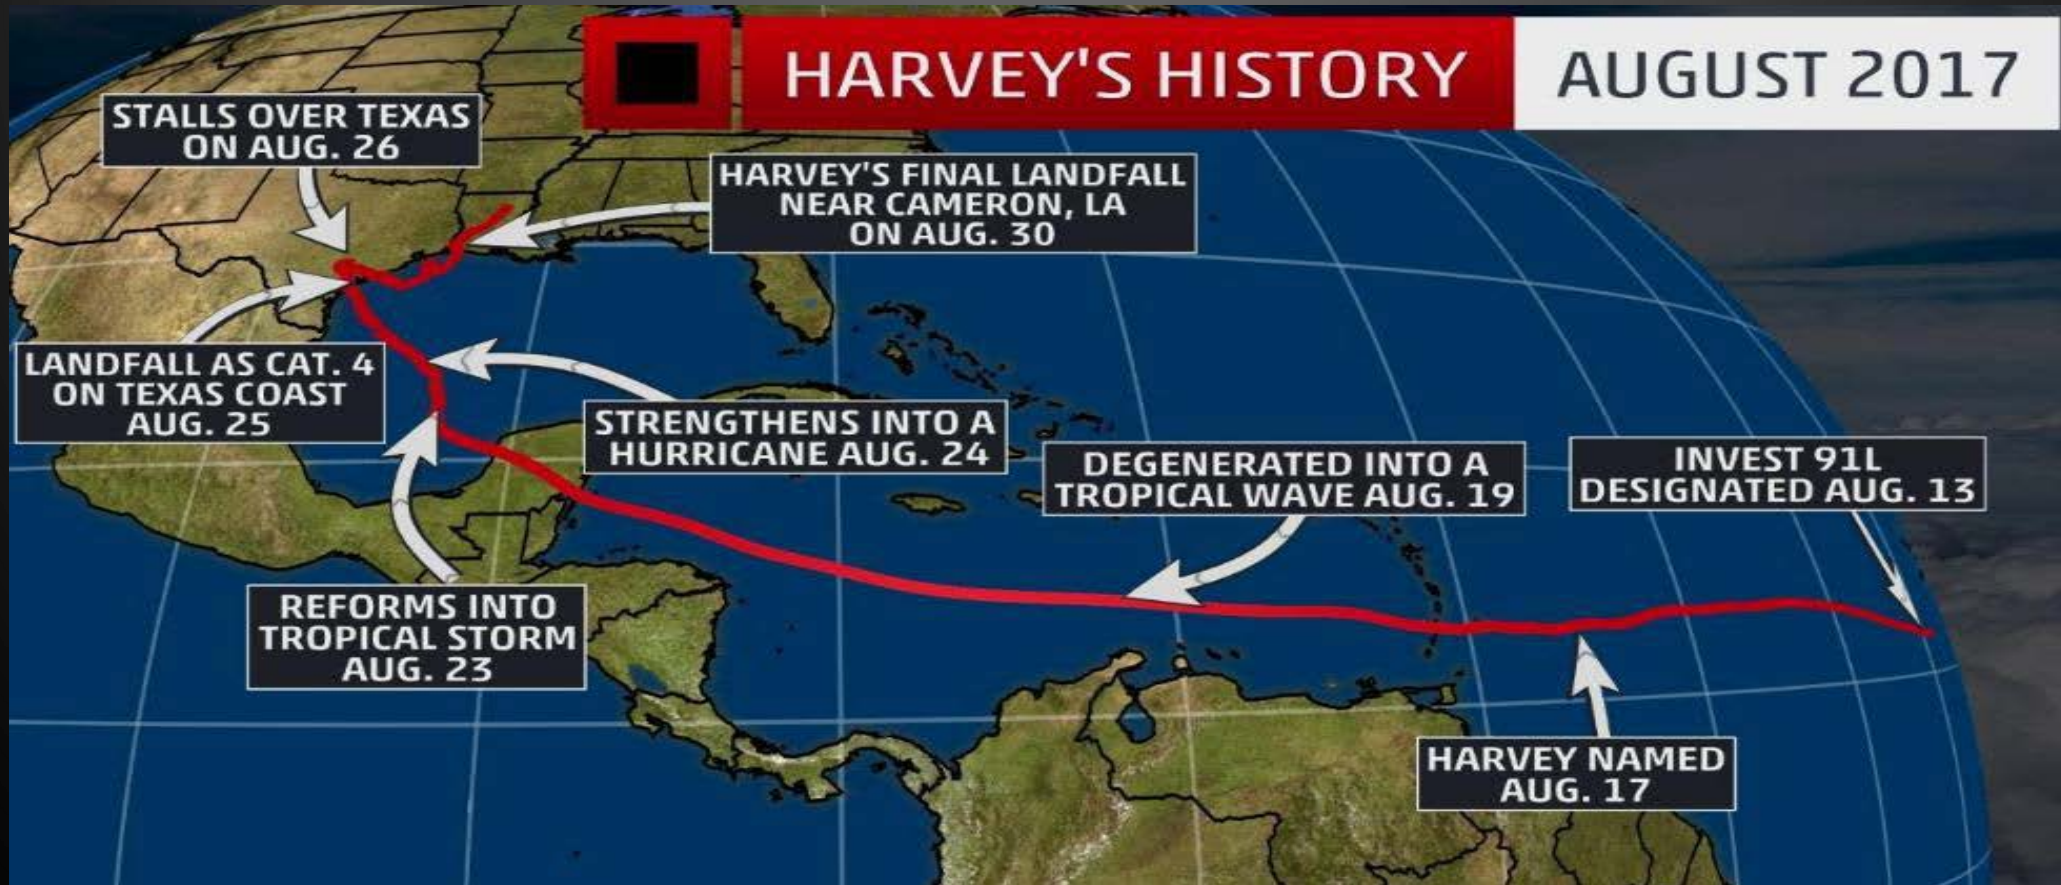 HARVEY'S HISTORY
AUGUST 2017
STALLS OVER TEXAS
ON AUG. 26
HARVEY'S FINAL LANDFALL
NEAR CAMERON, LA
ON AUG. 30
LANDFALL AS CAT. 4
ON TEXAS COAST
AUG. 25
STRENGTHENS INTO A
HURRICANE AUG. 24
DEGENERATED INTO A
TROPICAL WAVE AUG. 19
INVEST 91L
DESIGNATED AUG. 13
REFORMS INTO
TROPICAL STORM
AUG. 23
HARVEY NAMED
AUG. 17